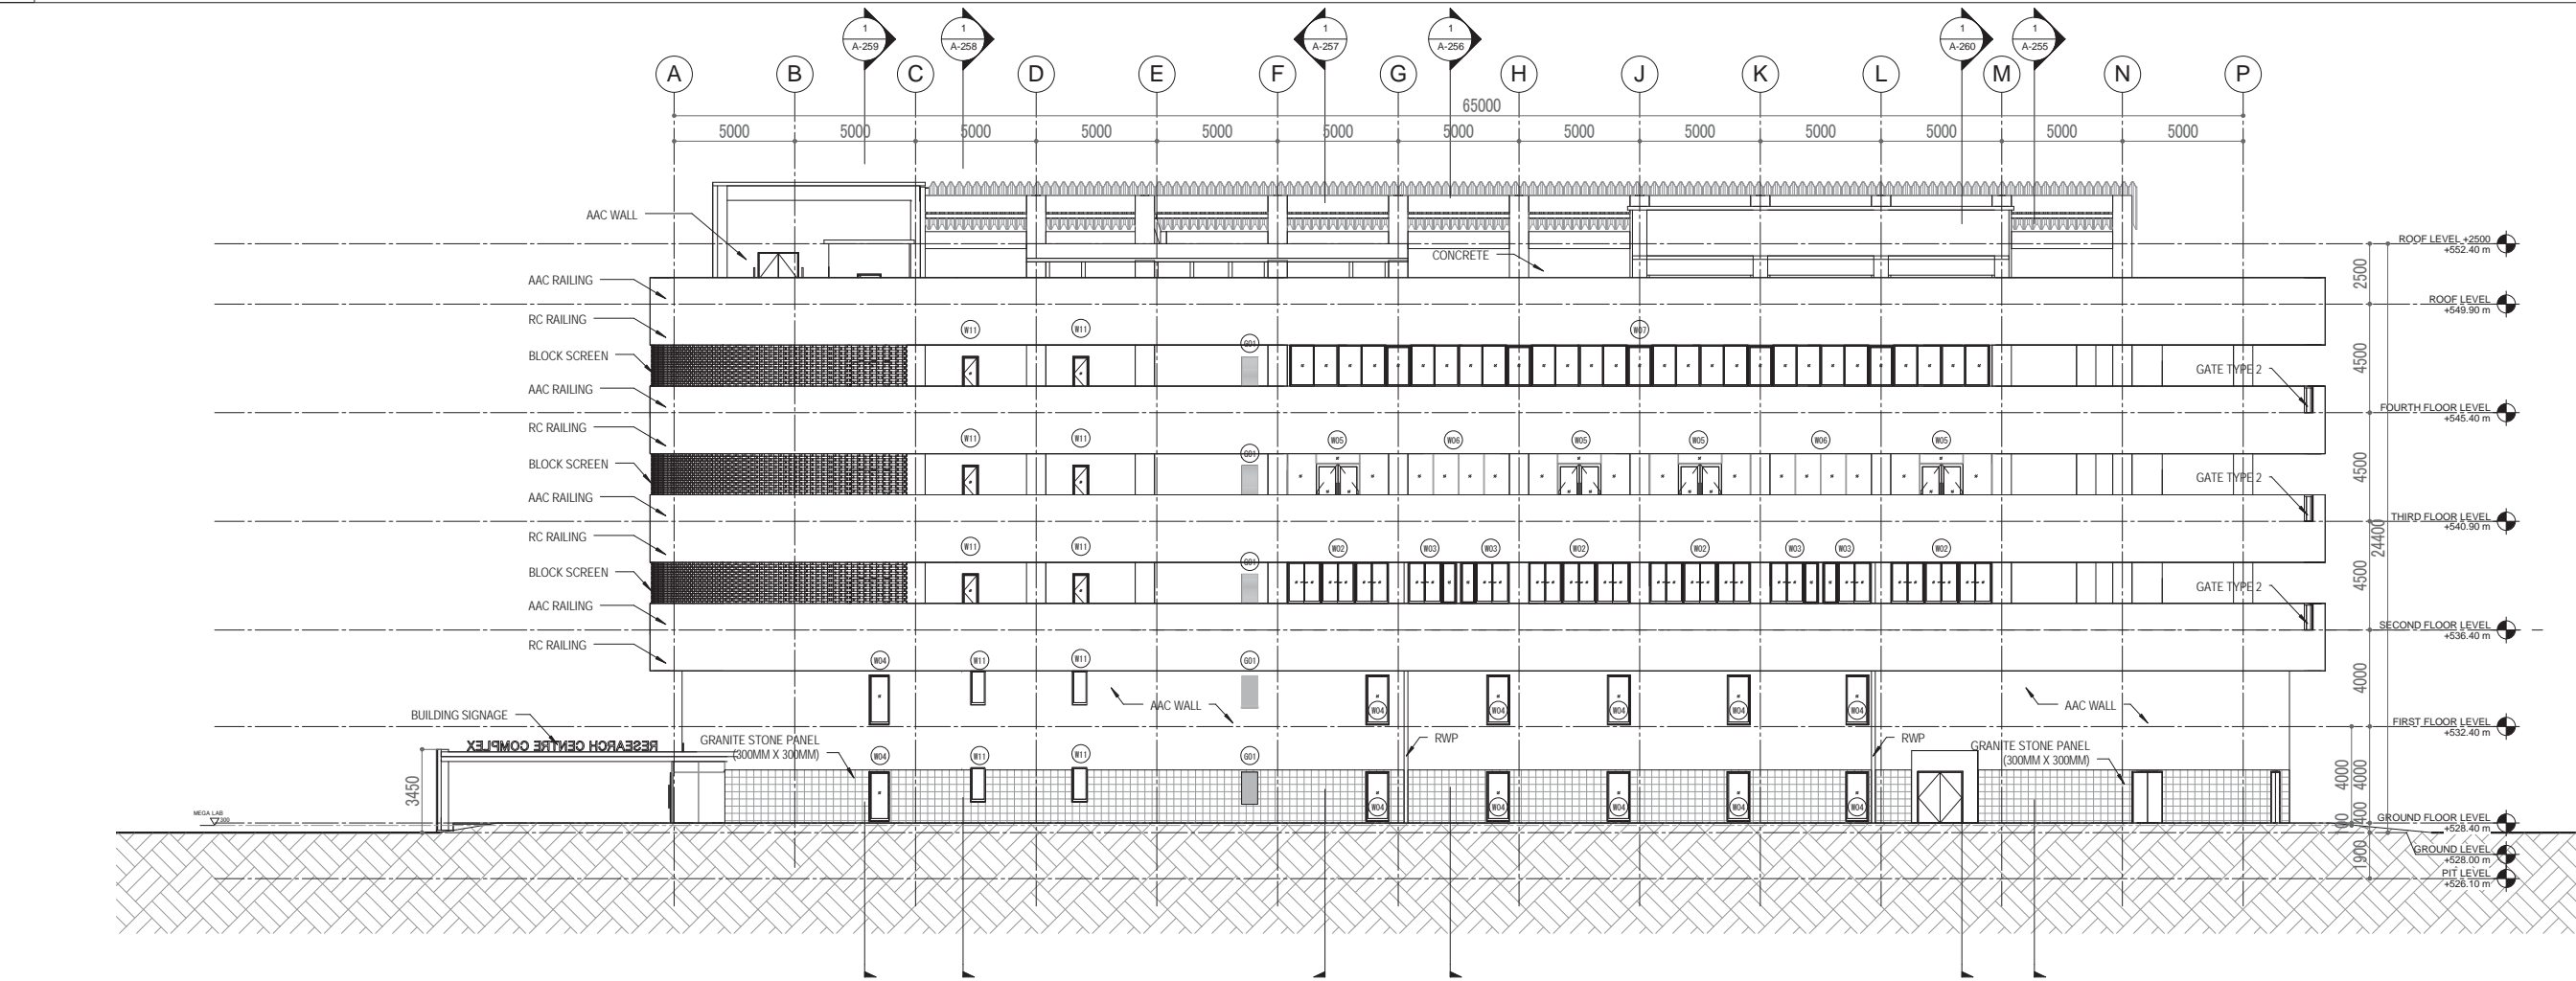 1 1 1 1 1 1
A-259 A-258 A-257 A-256 A-260 A-255
A B C D E F G H J K L M N P
65000
5000 5000 5000 5000 5000 5000 5000 5000 5000 5000 5000 5000 5000
AAC WALL
ROOF LEVEL +2500
+552.40 m
CONCRETE
2500
AAC RAILING
ROOF LEVEL
+549.90 m
RC RAILING
W11 W11 G01 W07
BLOCK SCREEN
4500
GATE TYPE 2
AAC RAILING
FOURTH FLOOR LEVEL
+545.40 m
RC RAILING
W11 W11 G01 W05 W06 W05 W05 W06 W05
BLOCK SCREEN
4500
GATE TYPE 2
AAC RAILING
THIRD FLOOR LEVEL
+540.90 m
24400
RC RAILING
W11 W11 G01 W02 W03 W03 W02 W02 W03 W03 W02
BLOCK SCREEN
4500
GATE TYPE 2
AAC RAILING
SECOND FLOOR LEVEL
+536.40 m
RC RAILING
W04 W11 W11 G01
4000
AAC WALL
AAC WALL
W04 W04 W04 W04 W04
BUILDING SIGNAGE
FIRST FLOOR LEVEL
+532.40 m
RESEARCH CENTRE COMPLEX
GRANITE STONE PANEL
(300MM X 300MM)
RWP
RWP
GRANITE STONE PANEL
(300MM X 300MM)
W04 W11 W11 G01
3450
4000 4000
W04 W04 W04 W04 W04
MEGA LAB
400
GROUND FLOOR LEVEL
+528.40 m
GROUND LEVEL
+528.00 m
1900
PIT LEVEL
+526.10 m